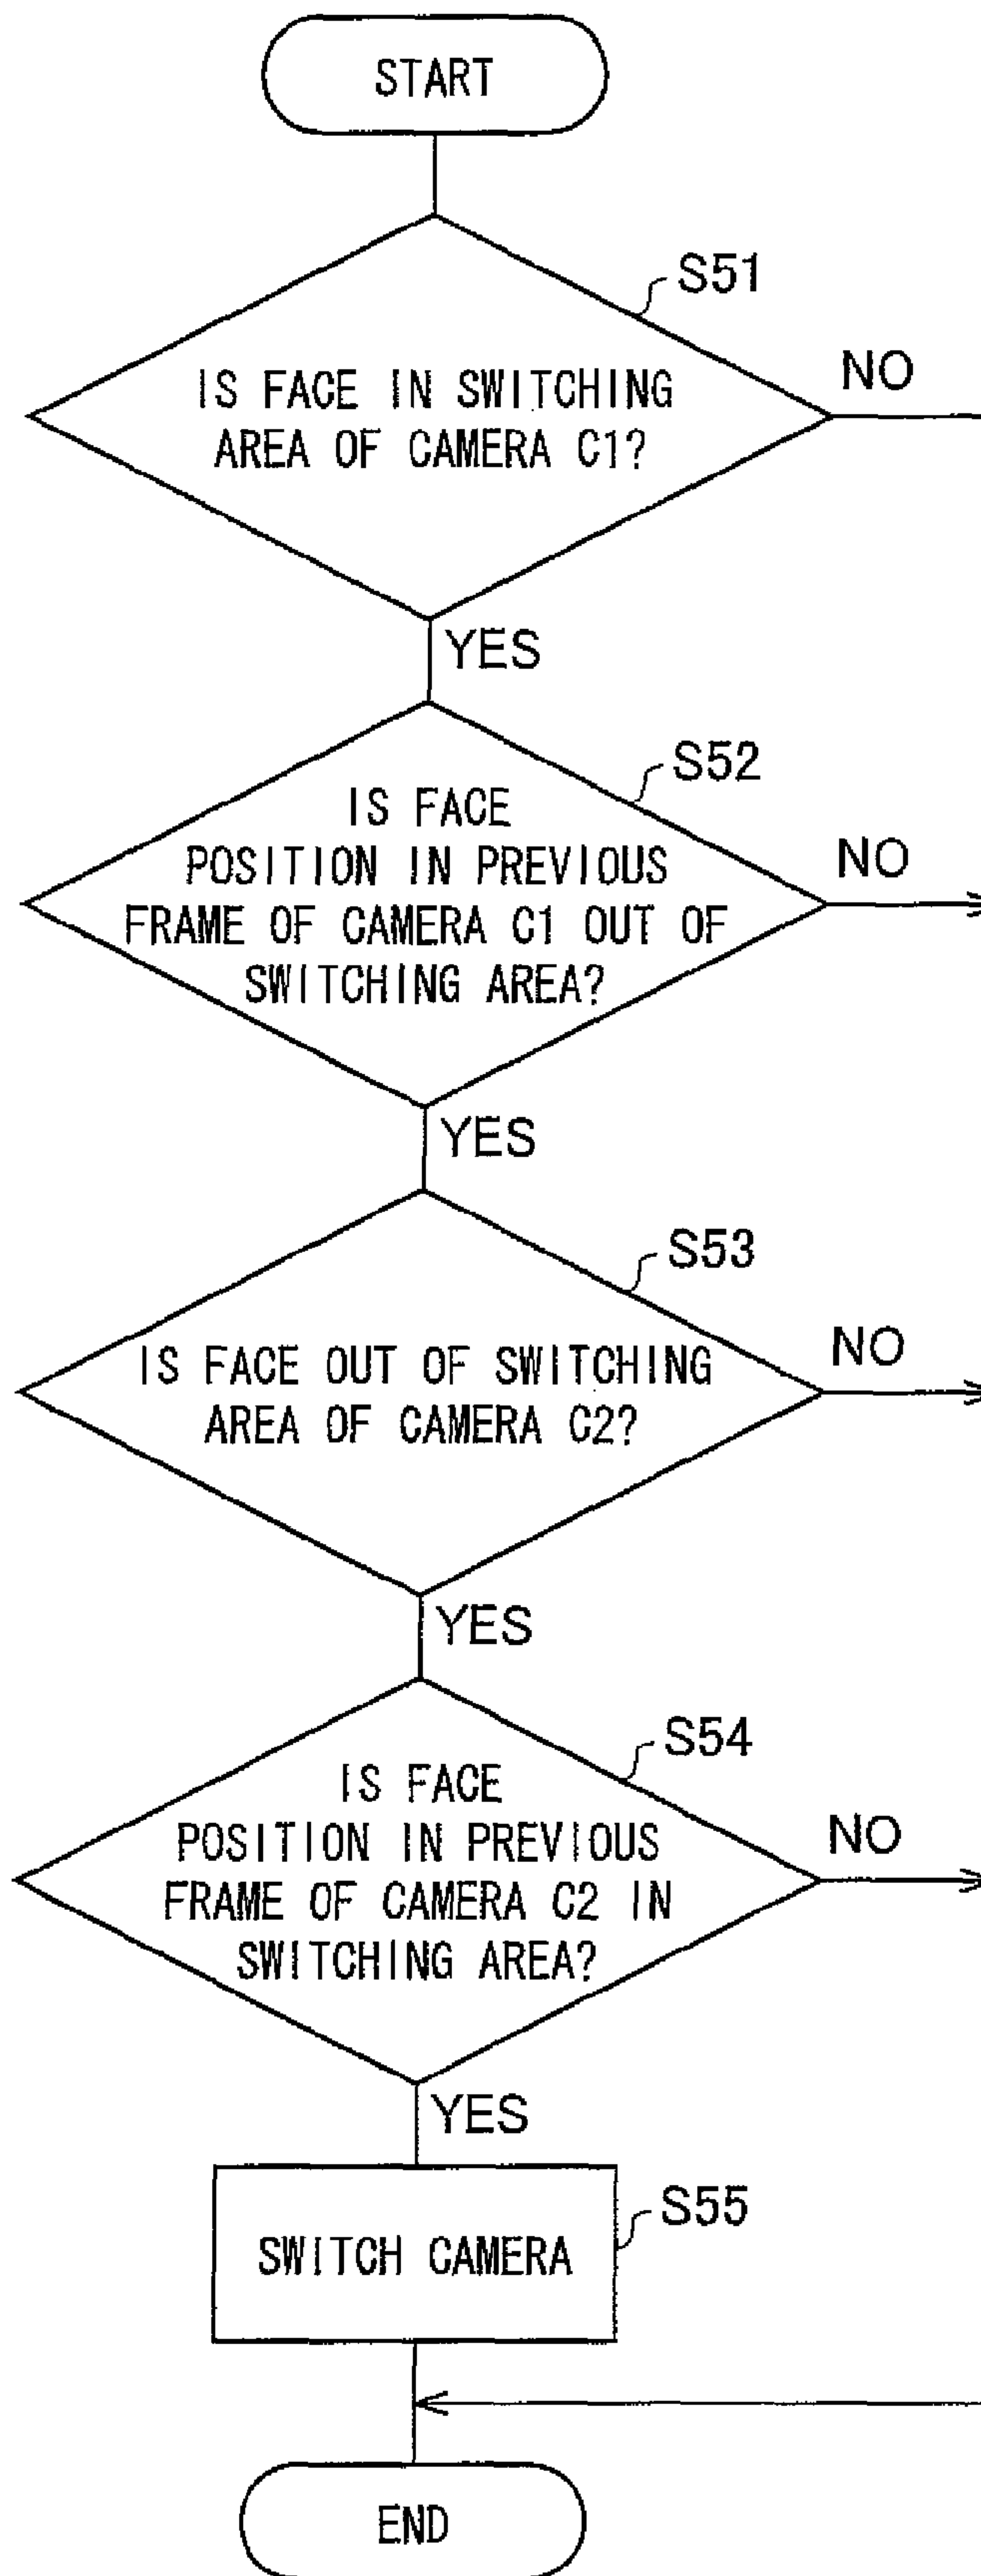 START
S51
IS FACE IN SWITCHING
AREA OF CAMERA C1?
NO
YES
S52
IS FACE
POSITION IN PREVIOUS
FRAME OF CAMERA C1 OUT OF
SWITCHING AREA?
NO
YES
S53
IS FACE OUT OF SWITCHING
AREA OF CAMERA C2?
NO
YES
S54
IS FACE
POSITION IN PREVIOUS
FRAME OF CAMERA C2 IN
SWITCHING AREA?
NO
YES
S55
SWITCH CAMERA
END